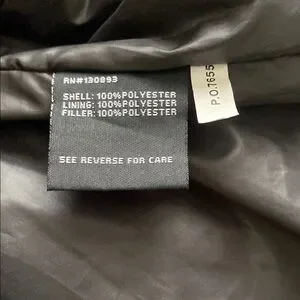 RN#130893
SHELL: 100%POLYESTER
LINING: 100%POLYESTER
FILLER: 100%POLYESTER
SEE REVERSE FOR CARE
P.O.7655